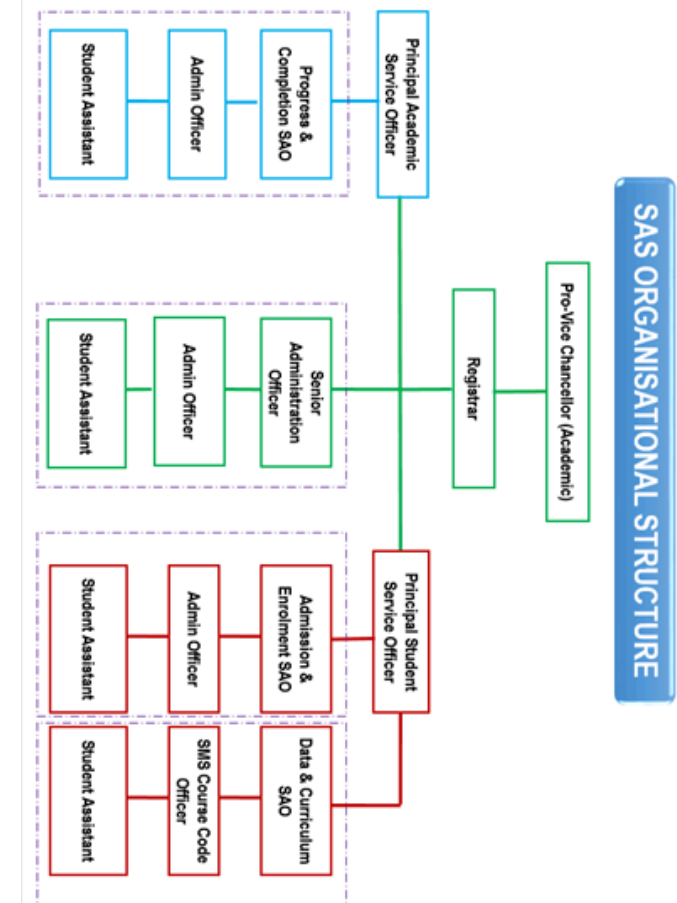 SAS ORGANISATIONAL STRUCTURE
Pro-Vice Chancellor (Academic)
Registrar
Principal Academic
Service Officer
Principal Student
Service Officer
Progress &
Completion SAO
Senior
Administration
Officer
Admission &
Enrolment SAO
Data & Curriculum
SAO
Admin Officer
Admin Officer
Admin Officer
SMS Course Code
Officer
Student Assistant
Student Assistant
Student Assistant
Student Assistant